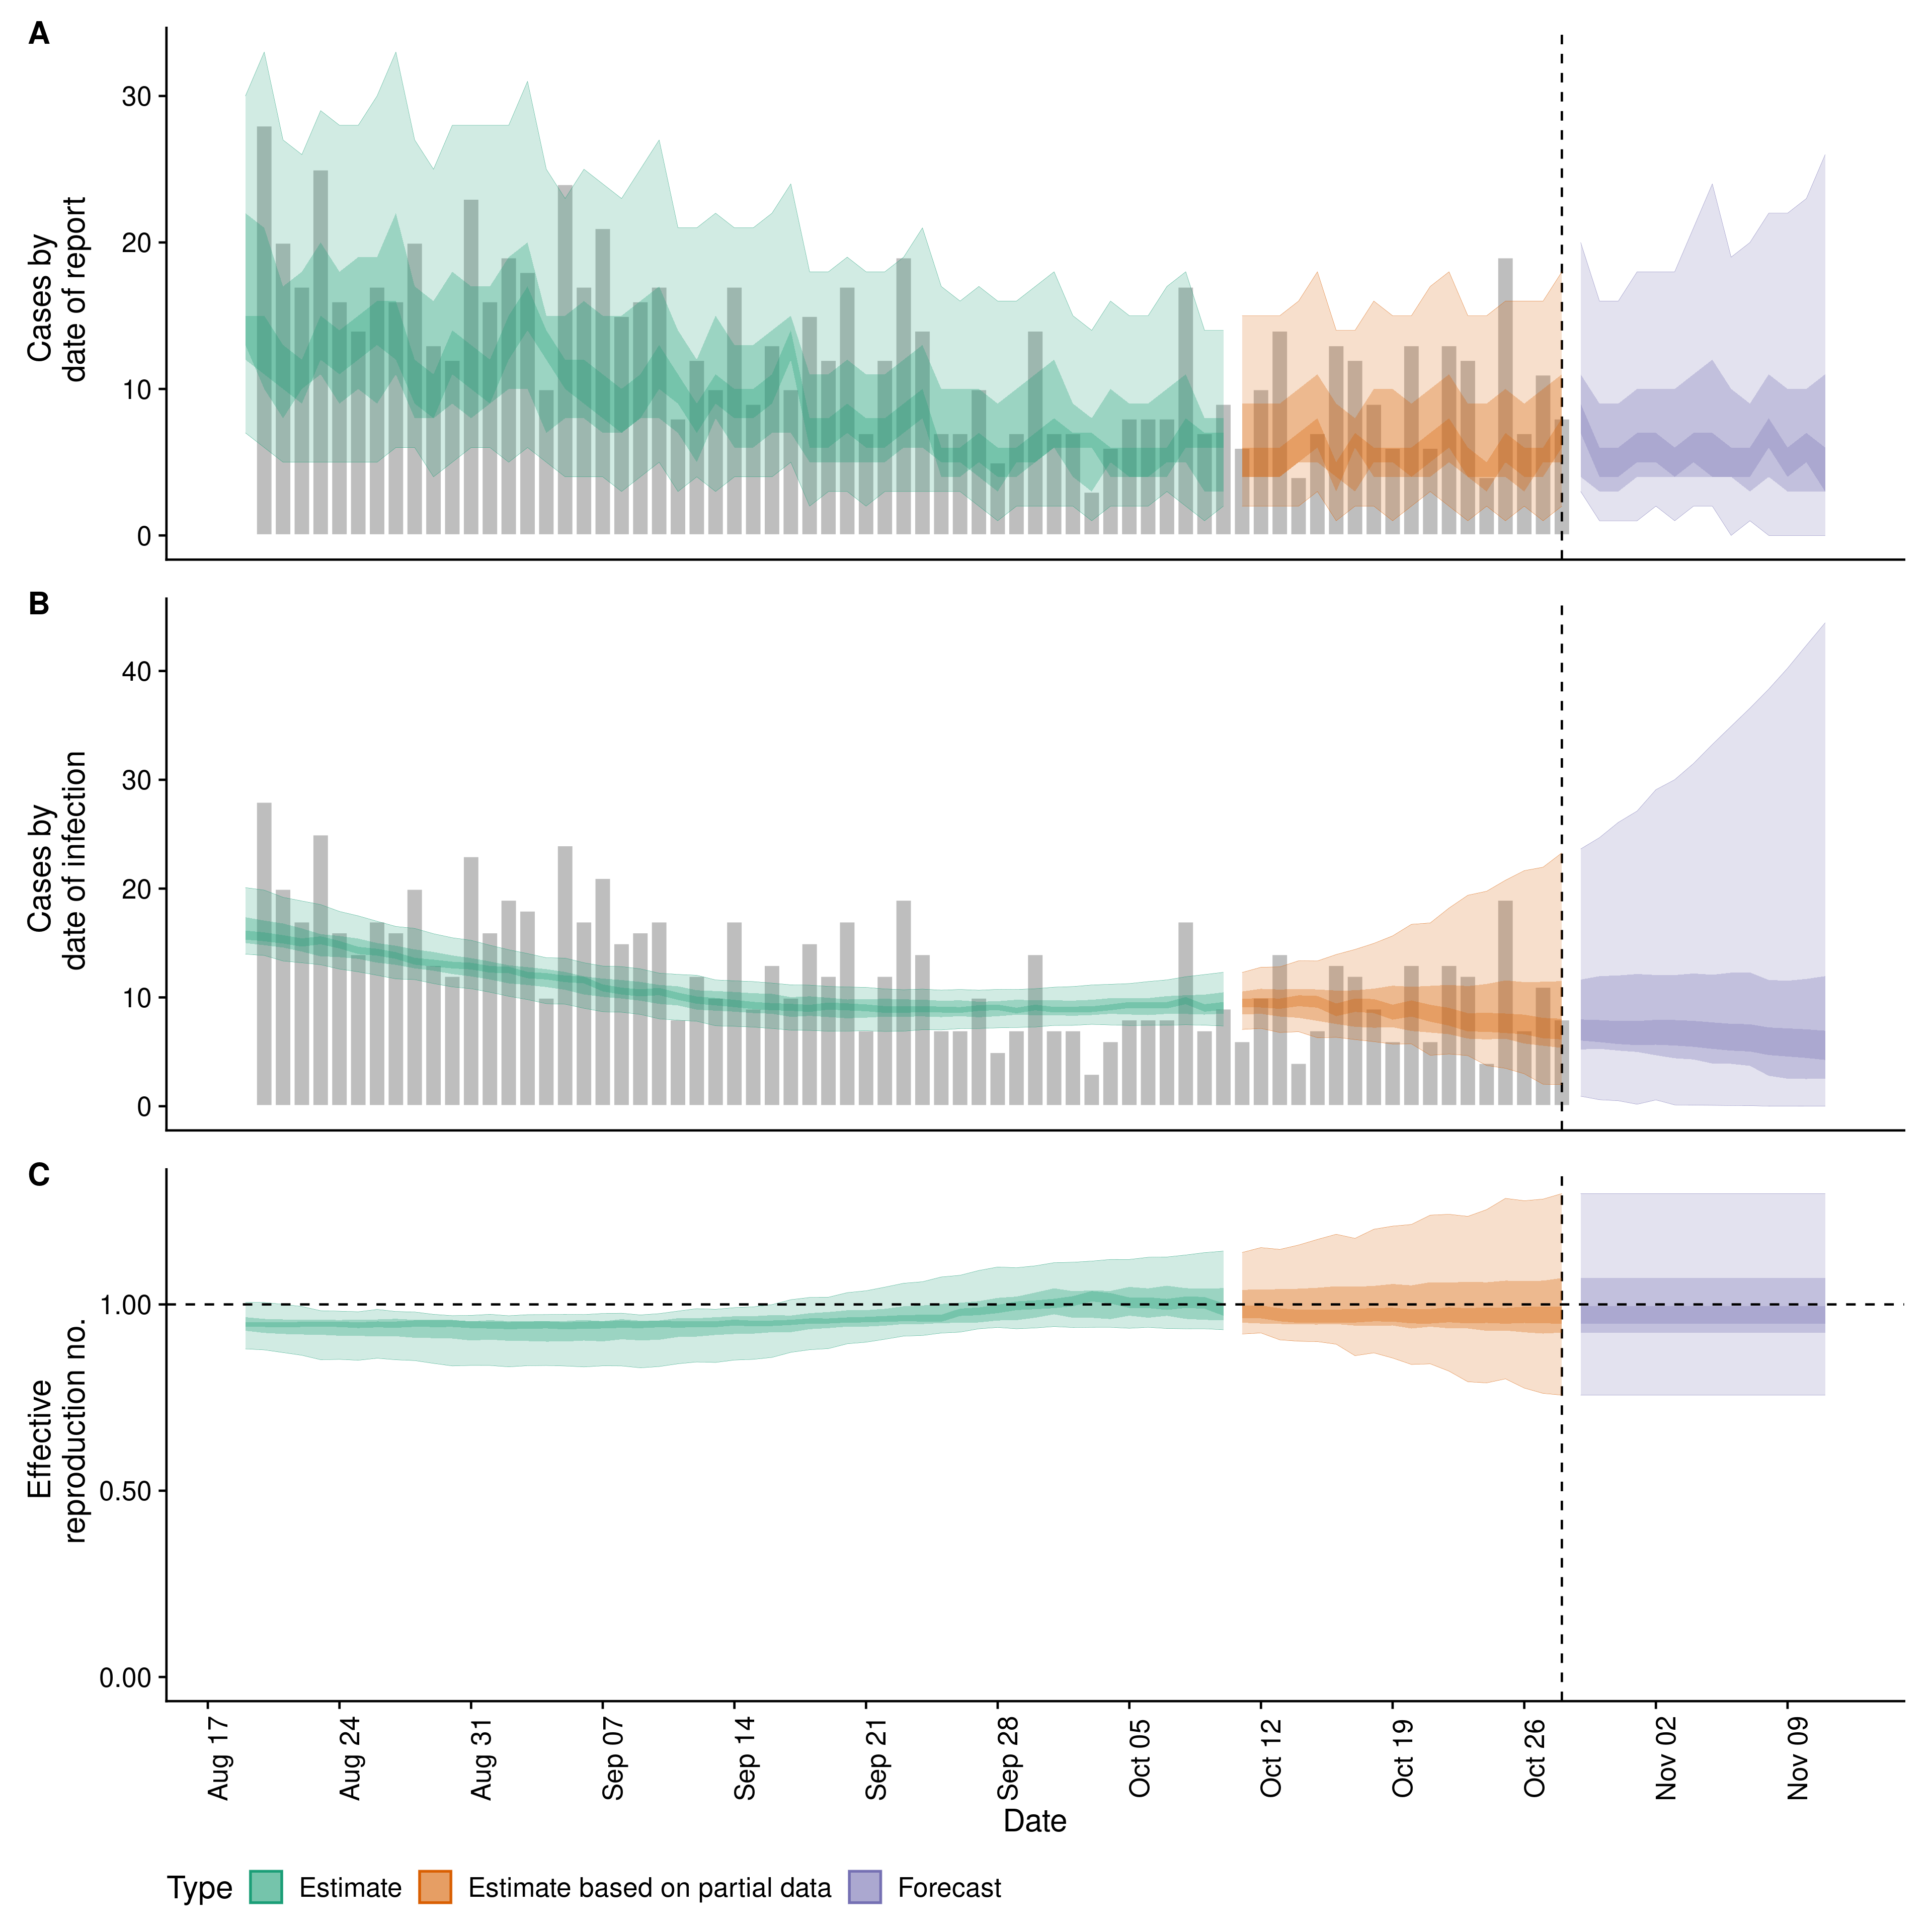 A
30
20
10
0
Cases by
date of report
B
40
30
20
10
0
Cases by
date of infection
C
1.00
0.50
0.00
Effective
reproduction no.
Aug 17
Aug 24
Aug 31
Sep 07
Sep 14
Sep 21
Sep 28
Oct 05
Oct 12
Oct 19
Oct 26
Nov 02
Nov 09
Date
Type Estimate Estimate based on partial data Forecast